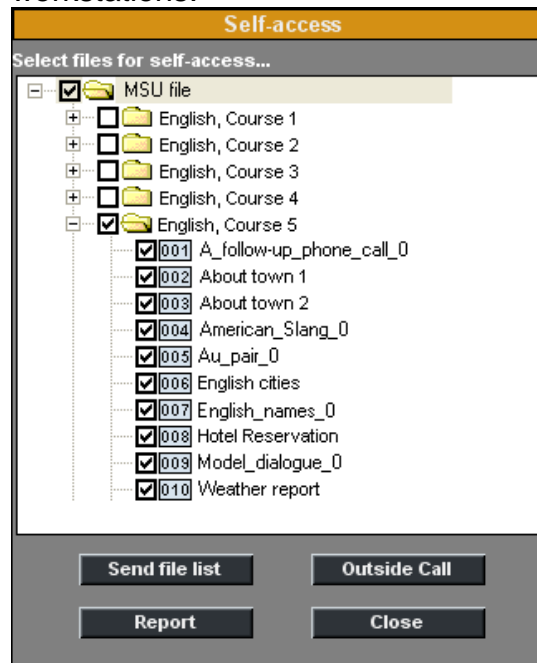 workstations.
Self-access
Select files for self-access...
MSU file
English, Course 1
English, Course 2
English, Course 3
English, Course 4
English, Course 5
001 A_follow-up_phone_call_0
002 About town 1
003 About town 2
004 American_Slang_0
005 Au_pair_0
006 English cities
007 English_names_0
008 Hotel Reservation
009 Model_dialogue_0
010 Weather report
Send file list Outside Call
Report Close